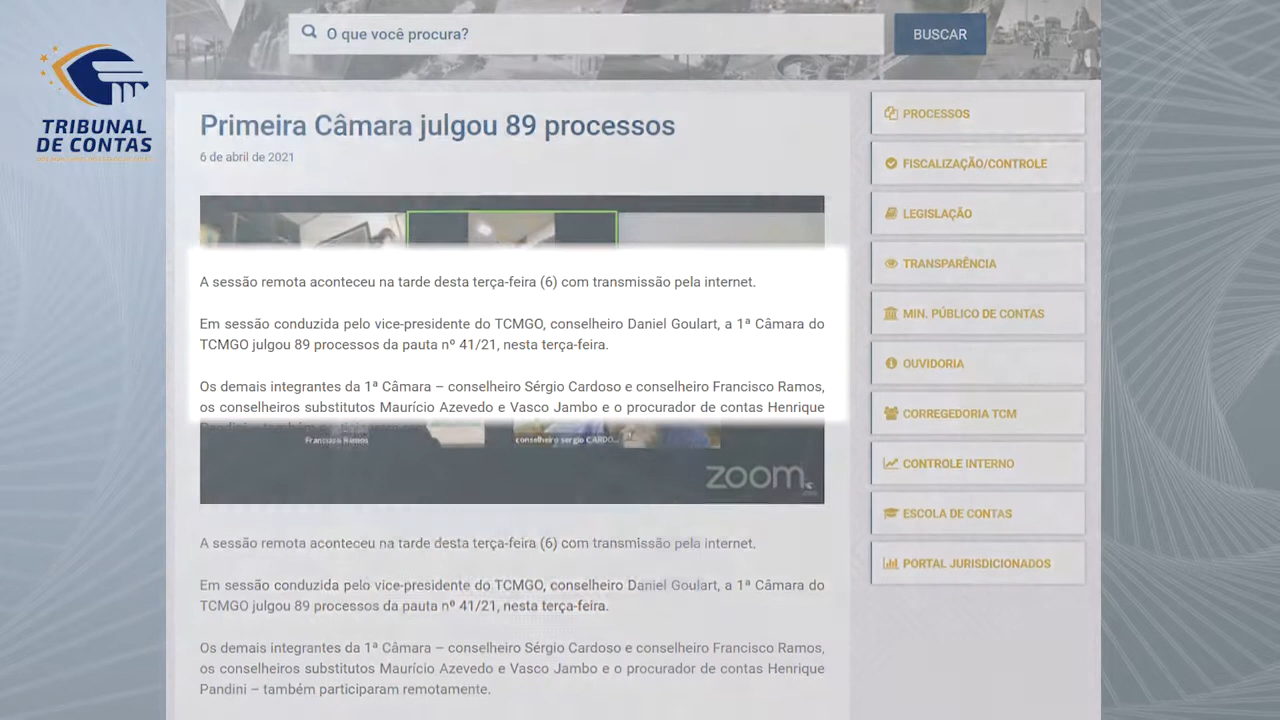 TRIBUNAL
DE CONTAS
O que você procura?
BUSCAR
Primeira Câmara julgou 89 processos
6 de abril de 2021
A sessão remota aconteceu na tarde desta terça-feira (6) com transmissão pela internet.
Em sessão conduzida pelo vice-presidente do TCMGO, conselheiro Daniel Goulart, a 1ª Câmara do
TCMGO julgou 89 processos da pauta nº 41/21, nesta terça-feira.
Os demais integrantes da 1ª Câmara – conselheiro Sérgio Cardoso e conselheiro Francisco Ramos,
os conselheiros substitutos Maurício Azevedo e Vasco Jambo e o procurador de contas Henrique
Francisco Ramos
conselheiro sergio CARDO...
zoom
A sessão remota aconteceu na tarde desta terça-feira (6) com transmissão pela internet.
Em sessão conduzida pelo vice-presidente do TCMGO, conselheiro Daniel Goulart, a 1ª Câmara do
TCMGO julgou 89 processos da pauta nº 41/21, nesta terça-feira.
Os demais integrantes da 1ª Câmara – conselheiro Sérgio Cardoso e conselheiro Francisco Ramos,
os conselheiros substitutos Maurício Azevedo e Vasco Jambo e o procurador de contas Henrique
Pandini – também participaram remotamente.
PROCESSOS
FISCALIZAÇÃO/CONTROLE
LEGISLAÇÃO
TRANSPARÊNCIA
MIN. PÚBLICO DE CONTAS
OUVIDORIA
CORREGEDORIA TCM
CONTROLE INTERNO
ESCOLA DE CONTAS
PORTAL JURISDICIONADOS